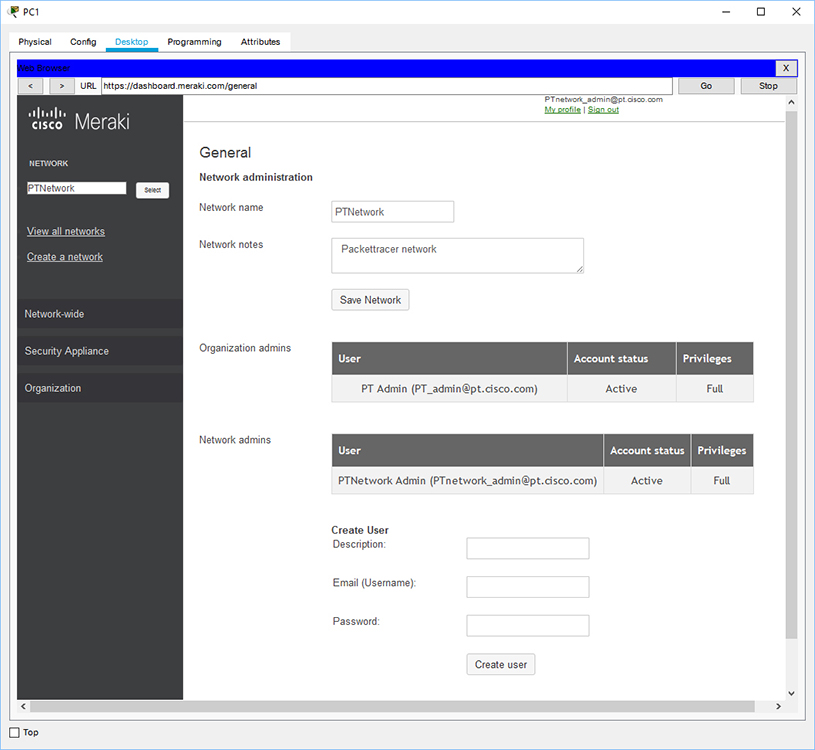 PC1
Physical Config Desktop Programming Attributes
Web Browser X
< > URL https://dashboard.meraki.com/general Go Stop
CISCO Meraki
PTnetwork_admin@pt.cisco.com
My profile | Sign out
NETWORK
PTNetwork Select
View all networks
Create a network
Network-wide
Security Appliance
Organization
General
Network administration
Network name PTNetwork
Network notes Packettracer network
Save Network
Organization admins
User Account status Privileges
PT Admin (PT_admin@pt.cisco.com) Active Full
Network admins
User Account status Privileges
PTNetwork Admin (PTnetwork_admin@pt.cisco.com) Active Full
Create User
Description:
Email (Username):
Password:
Create user
Top